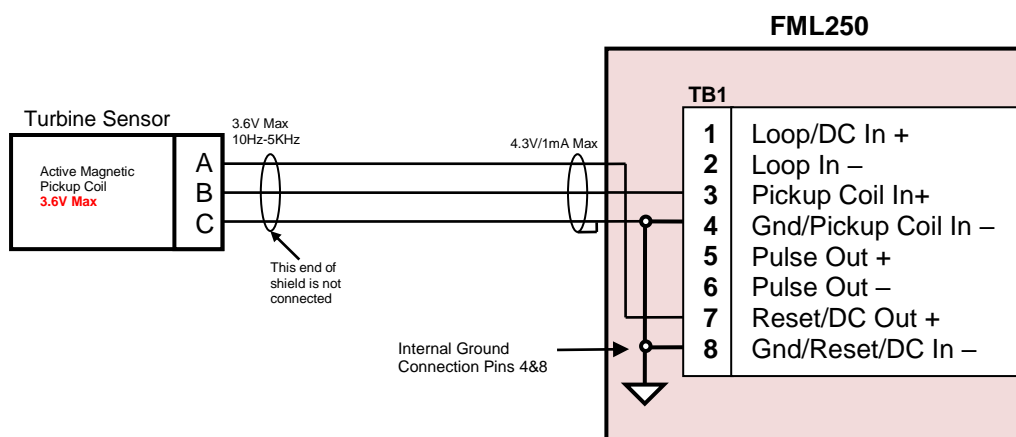 FML250
TB1
Turbine Sensor
Active Magnetic
Pickup Coil
3.6V Max
A
B
C
3.6V Max
10Hz-5KHz
4.3V/1mA Max
This end of
shield is not
connected
Internal Ground
Connection Pins 4&8
1 Loop/DC In +
2 Loop In –
3 Pickup Coil In+
4 Gnd/Pickup Coil In –
5 Pulse Out +
6 Pulse Out –
7 Reset/DC Out +
8 Gnd/Reset/DC In –